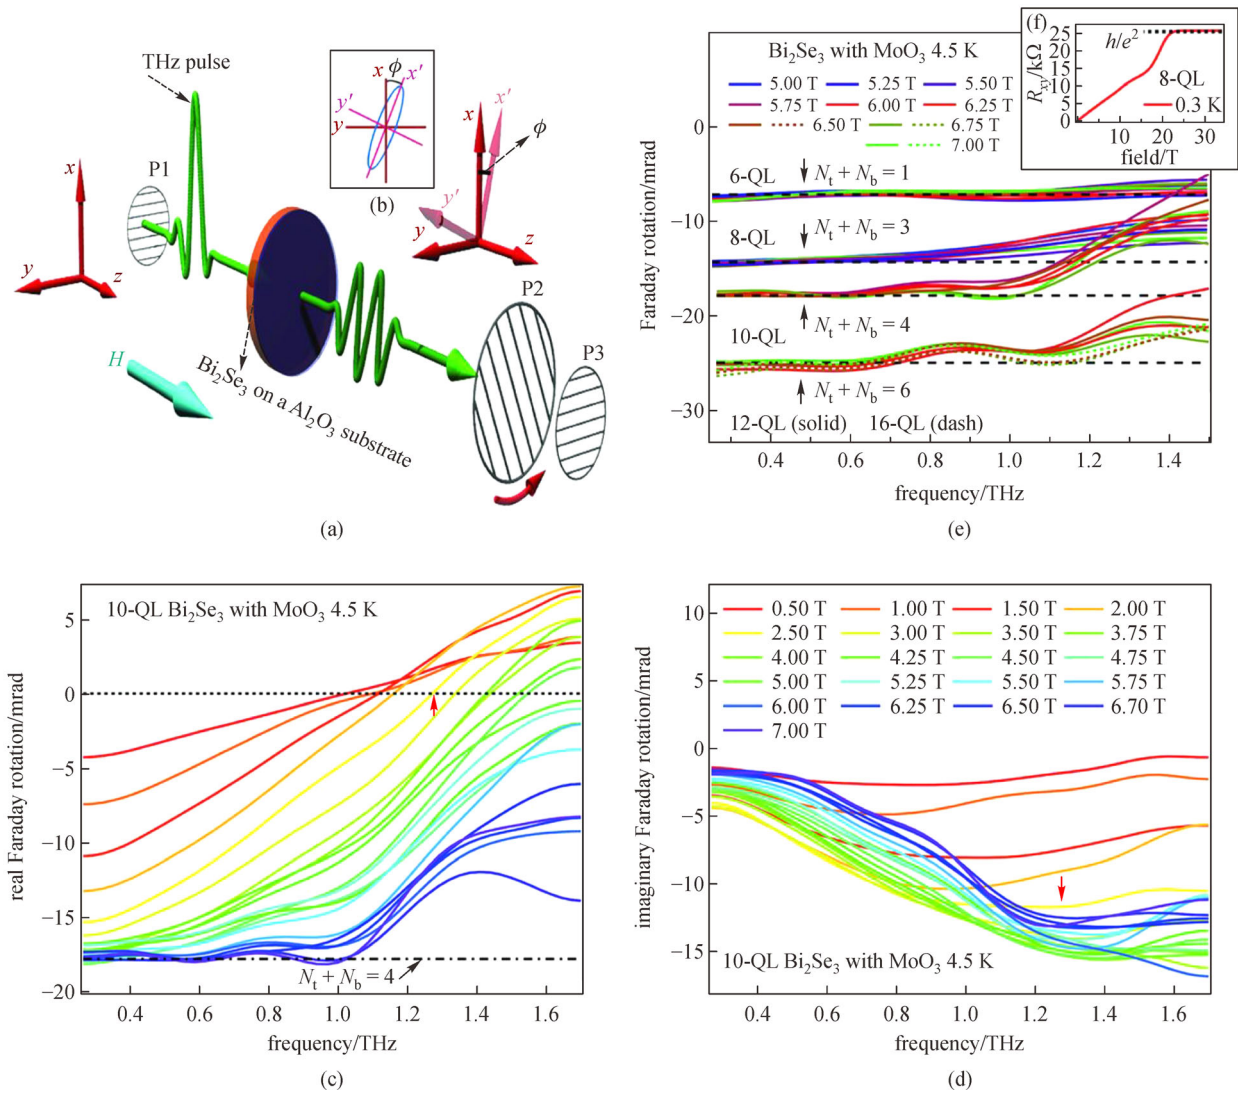 THz pulse
P1
x
y
z
H
Bi2Se3 on a Al2O3 substrate
x ϕ x′
y′
y
(b)
x x′
ϕ
y′
y
z
P2
P3
(a)
Bi2Se3 with MoO3 4.5 K
5.00 T 5.25 T 5.50 T
5.75 T 6.00 T 6.25 T
6.50 T 6.75 T
7.00 T
6-QL
Nt + Nb = 1
8-QL
Nt + Nb = 3
10-QL
Nt + Nb = 4
Nt + Nb = 6
12-QL (solid) 16-QL (dash)
0
−10
−20
−30
Faraday rotation/mrad
0.4 0.6 0.8 1.0 1.2 1.4
frequency/THz
(e)
(f)
h/e2
8-QL
0.3 K
25
20
15
10
5
0
Rxy/kΩ
10 20 30
field/T
10-QL Bi2Se3 with MoO3 4.5 K
5
0
−5
−10
−15
−20
real Faraday rotation/mrad
Nt + Nb = 4
0.4 0.6 0.8 1.0 1.2 1.4 1.6
frequency/THz
(c)
0.50 T 1.00 T 1.50 T 2.00 T
2.50 T 3.00 T 3.50 T 3.75 T
4.00 T 4.25 T 4.50 T 4.75 T
5.00 T 5.25 T 5.50 T 5.75 T
6.00 T 6.25 T 6.50 T 6.70 T
7.00 T
10
5
0
−5
−10
−15
imaginary Faraday rotation/mrad
10-QL Bi2Se3 with MoO3 4.5 K
0.4 0.6 0.8 1.0 1.2 1.4 1.6
frequency/THz
(d)